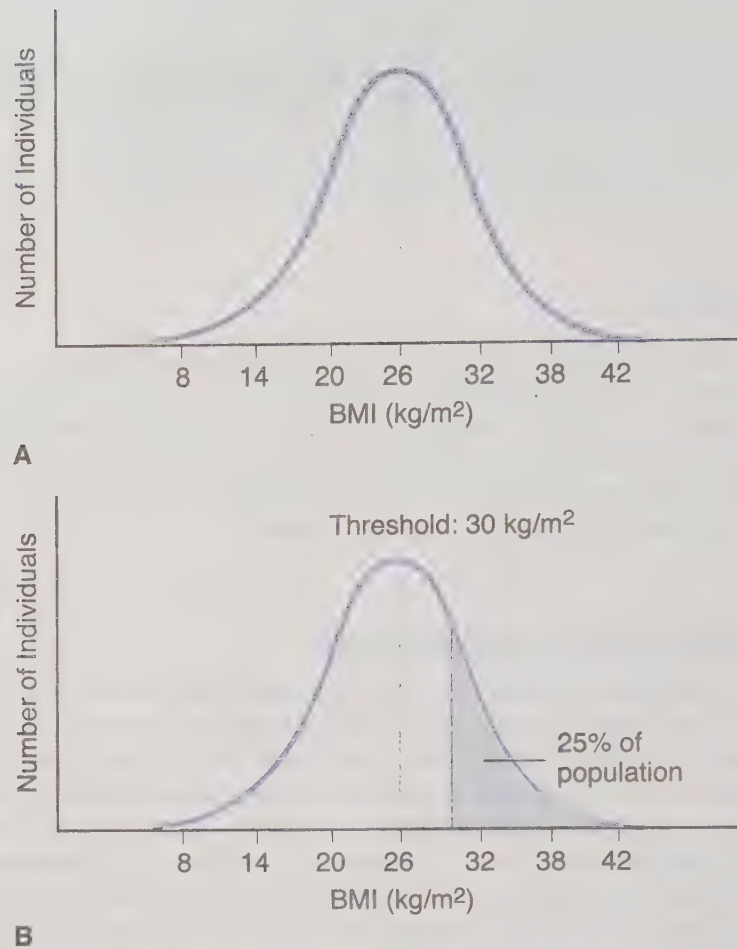 Number of Individuals
8 14 20 26 32 38 42
BMI (kg/m²)
A
Threshold: 30 kg/m²
Number of Individuals
25% of
population
8 14 20 26 32 38 42
BMI (kg/m²)
B